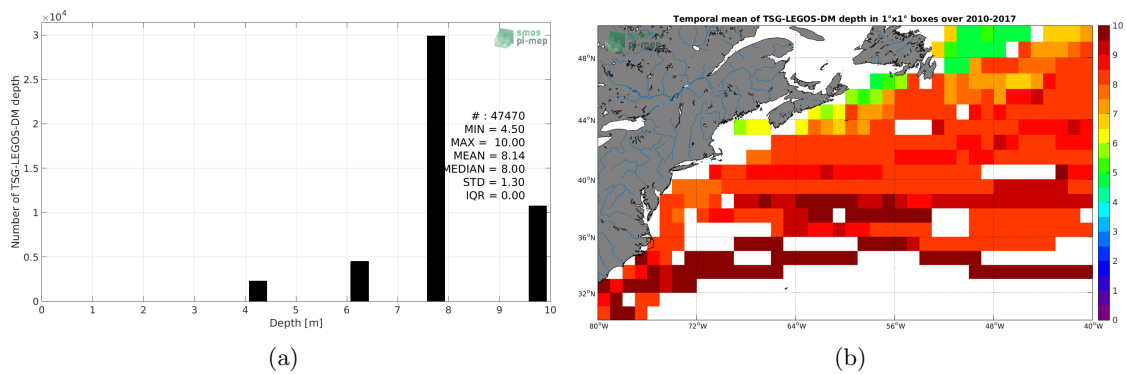 ×10⁴
3
2.5
2
1.5
1
0.5
0
Number of TSG-LEGOS-DM depth
smos
pi-mep
# : 47470
MIN = 4.50
MAX = 10.00
MEAN = 8.14
MEDIAN = 8.00
STD = 1.30
IQR = 0.00
0 1 2 3 4 5 6 7 8 9 10
Depth [m]
(a)
Temporal mean of TSG-LEGOS-DM depth in 1°x1° boxes over 2010-2017
smos
pi-mep
48°N
44°N
40°N
36°N
32°N
80°W 72°W 64°W 56°W 48°W 40°W
10
9
8
7
6
5
4
3
2
1
0
(b)